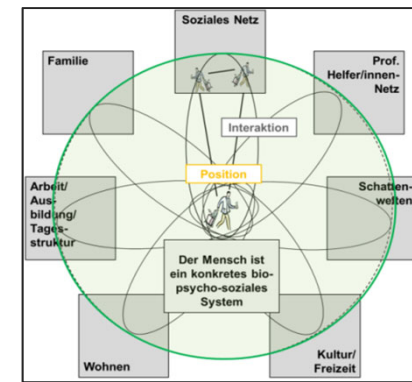 Soziales Netz
Familie
Prof.
Helfer/innen-
Netz
Interaktion
Position
Arbeit/
Aus-
bildung/
Tages-
struktur
Schatten-
welten
Der Mensch ist
ein konkretes bio-
psycho-soziales
System
Wohnen
Kultur/
Freizeit